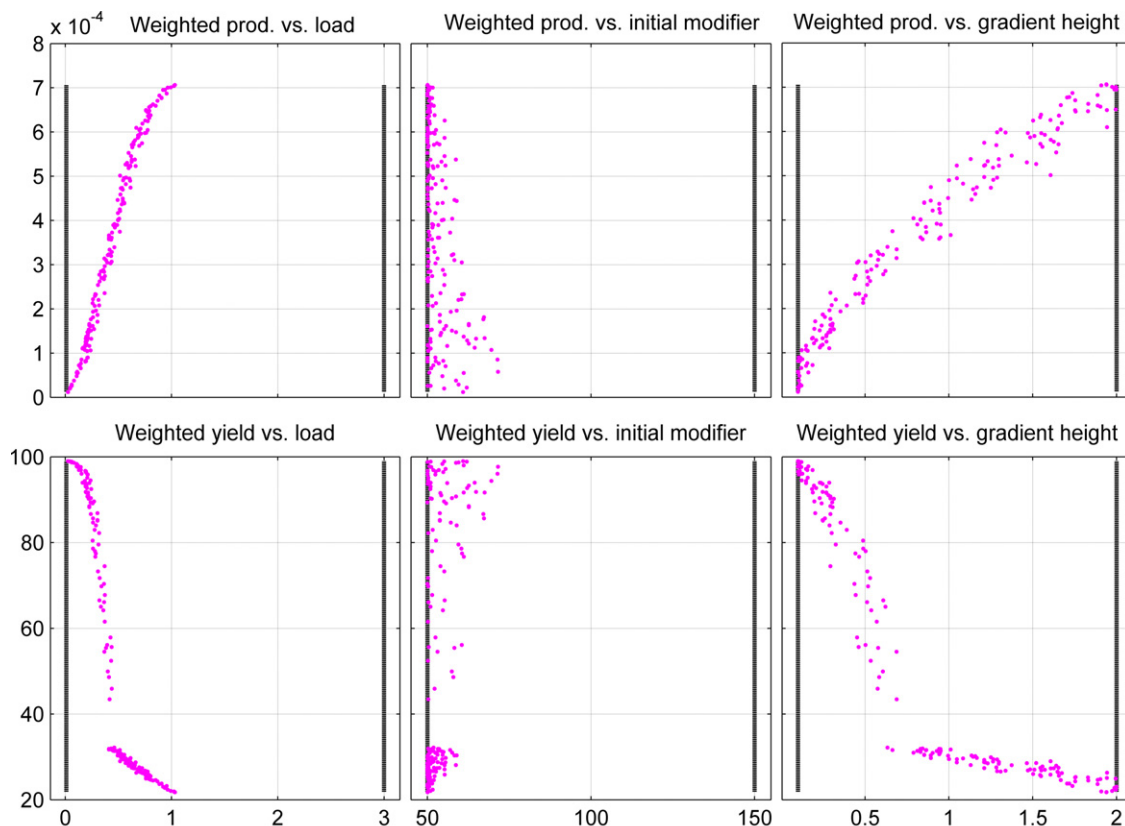 Weighted prod. vs. load
Weighted prod. vs. initial modifier
Weighted prod. vs. gradient height
x 10⁻⁴
8
7
6
5
4
3
2
1
0
Weighted yield vs. load
Weighted yield vs. initial modifier
Weighted yield vs. gradient height
100
80
60
40
20
0 1 2 3
50 100 150
0.5 1 1.5 2